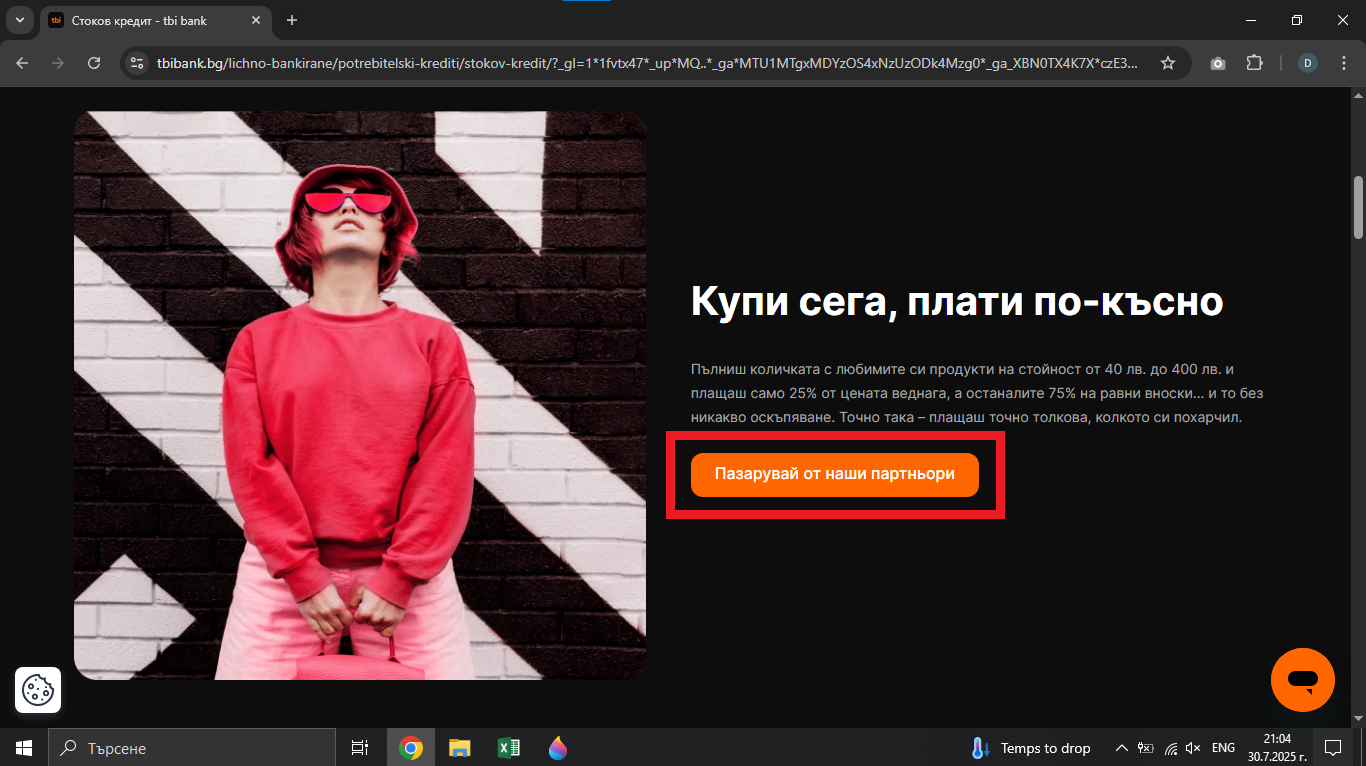 tbi
Стоков кредит - tbi bank
tbibank.bg/lichno-bankirane/potrebitelski-krediti/stokov-kredit/?_gl=1*1fvtx47*_up*MQ..*_ga*MTU1MTgxMDYzOS4xNzUzODk4Mzg0*_ga_XBN0TX4K7X*czE3...
D
Купи сега, плати по-късно
Пълниш количката с любимите си продукти на стойност от 40 лв. до 400 лв. и
плащаш само 25% от цената веднага, а останалите 75% на равни вноски... и то без
никакво оскъпяване. Точно така – плащаш точно толкова, колкото си похарчил.
Пазарувай от наши партньори
Търсене
Temps to drop
ENG
21:04
30.7.2025 г.